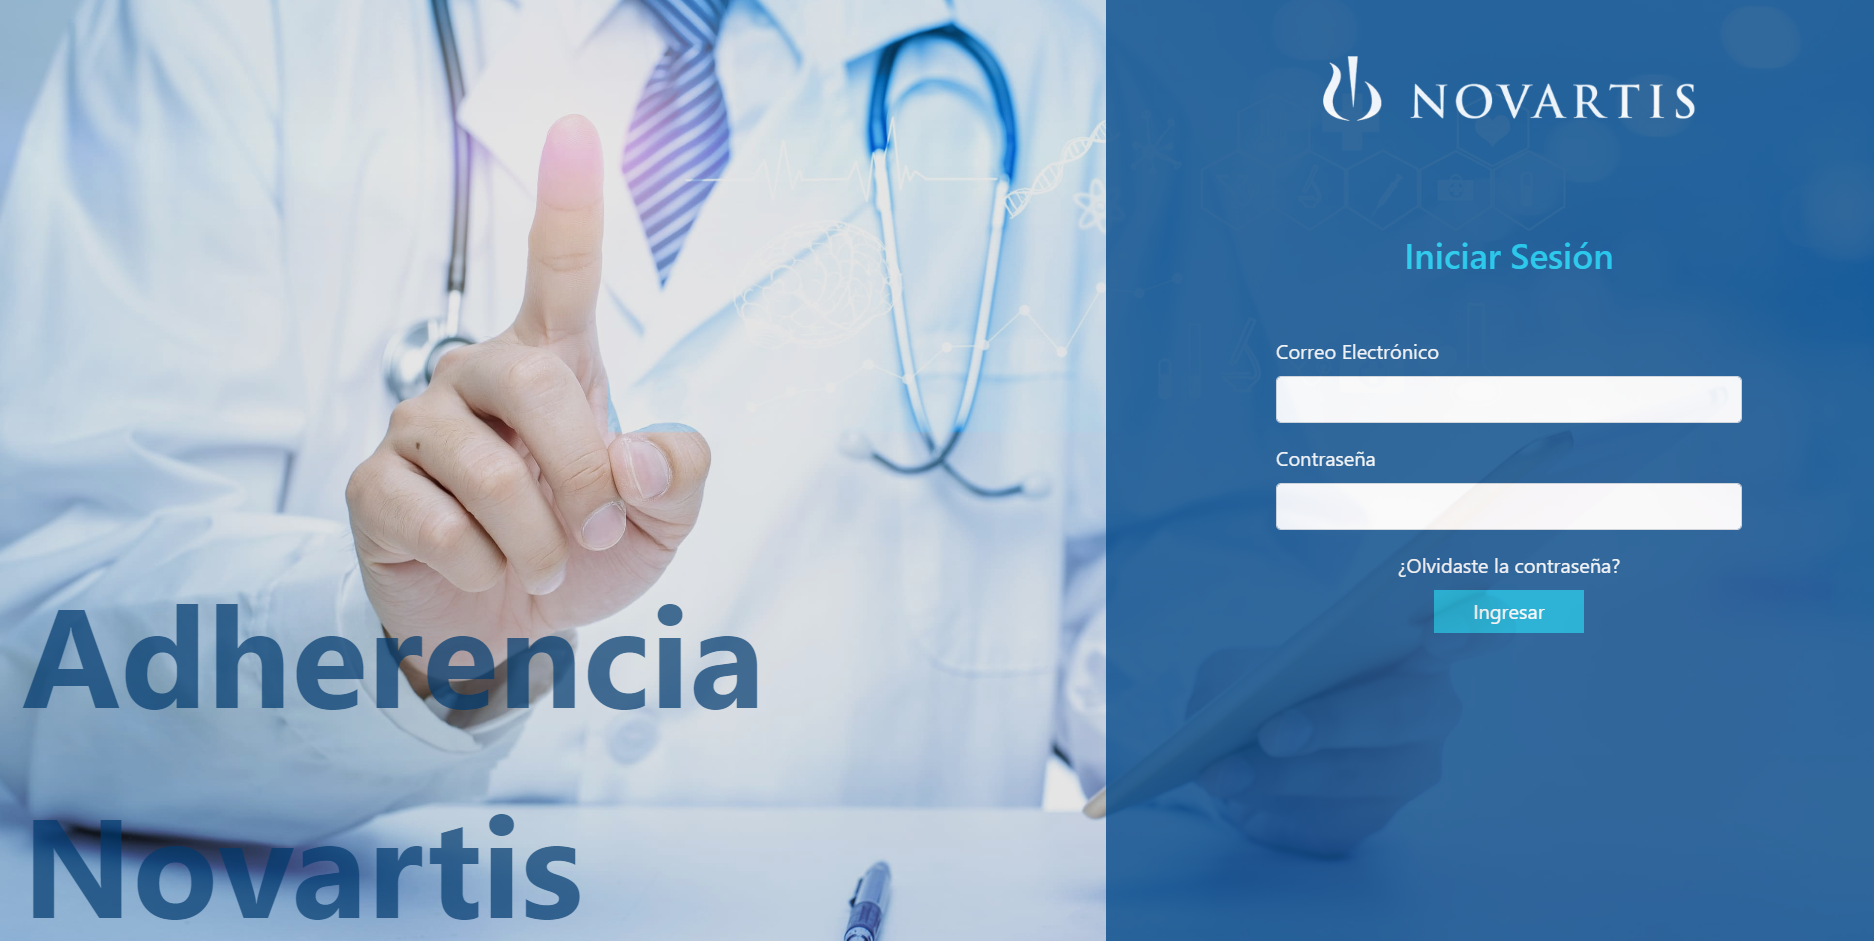 Adherencia
Novartis
NOVARTIS
Iniciar Sesión
Correo Electrónico
Contraseña
¿Olvidaste la contraseña?
Ingresar